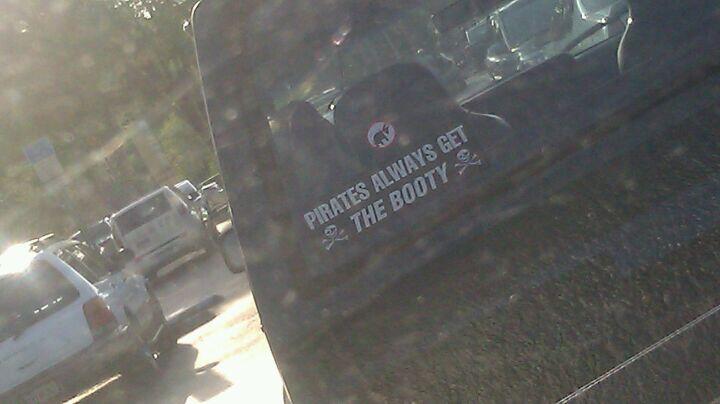 PIRATES ALWAYS GET
THE BOOTY